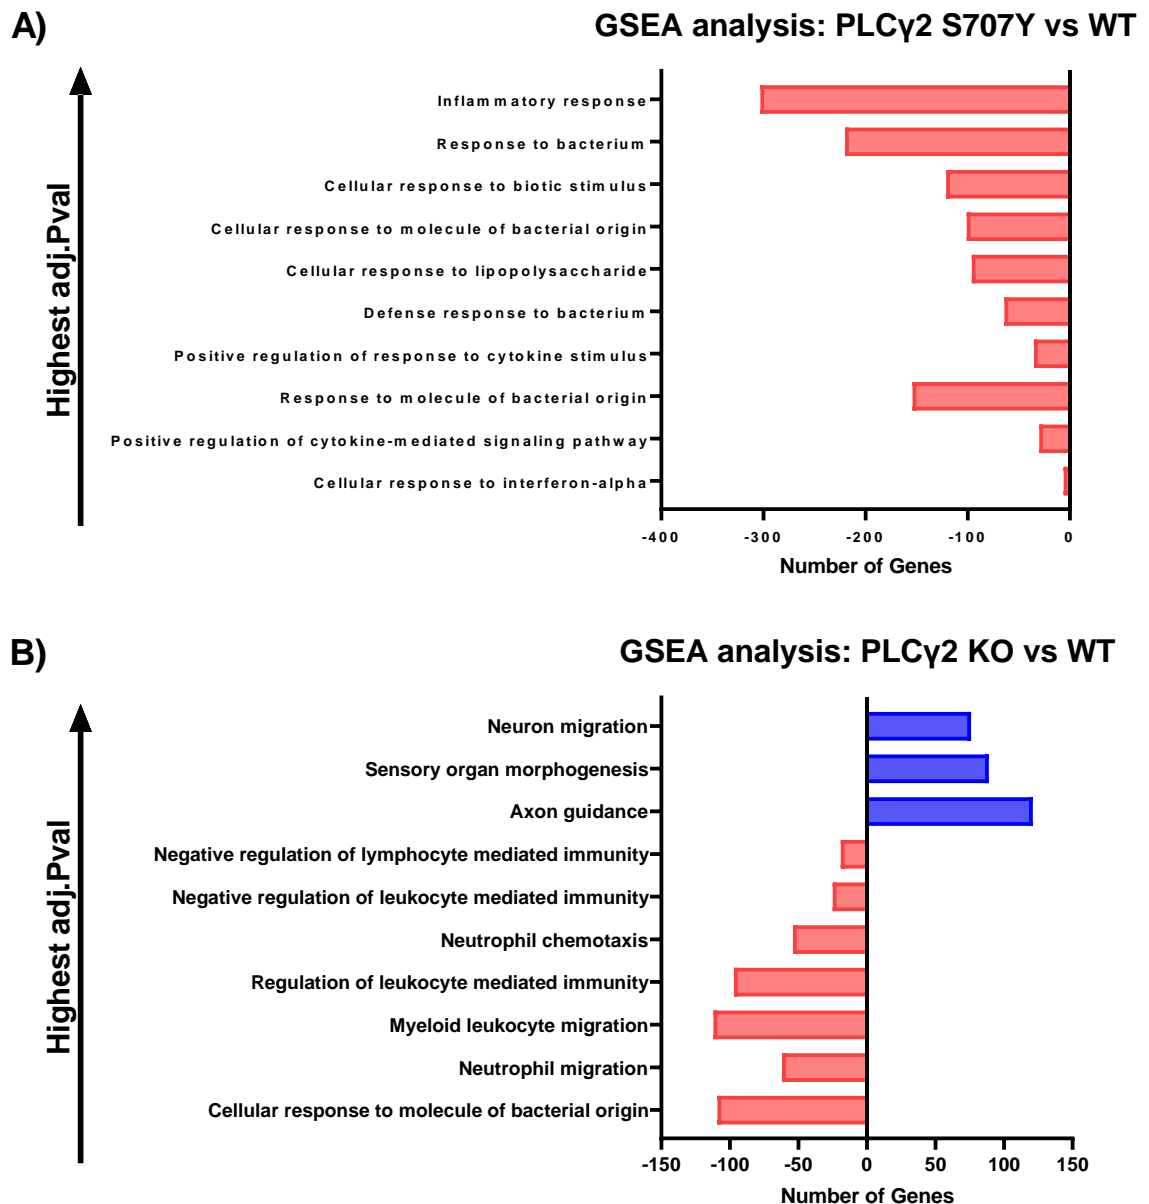 A)
GSEA analysis: PLCγ2 S707Y vs WT
Highest adj.Pval
Inflammatory response
Response to bacterium
Cellular response to biotic stimulus
Cellular response to molecule of bacterial origin
Cellular response to lipopolysaccharide
Defense response to bacterium
Positive regulation of response to cytokine stimulus
Response to molecule of bacterial origin
Positive regulation of cytokine-mediated signaling pathway
Cellular response to interferon-alpha
-400 -300 -200 -100 0
Number of Genes
B)
GSEA analysis: PLCγ2 KO vs WT
Highest adj.Pval
Neuron migration
Sensory organ morphogenesis
Axon guidance
Negative regulation of lymphocyte mediated immunity
Negative regulation of leukocyte mediated immunity
Neutrophil chemotaxis
Regulation of leukocyte mediated immunity
Myeloid leukocyte migration
Neutrophil migration
Cellular response to molecule of bacterial origin
-150 -100 -50 0 50 100 150
Number of Genes